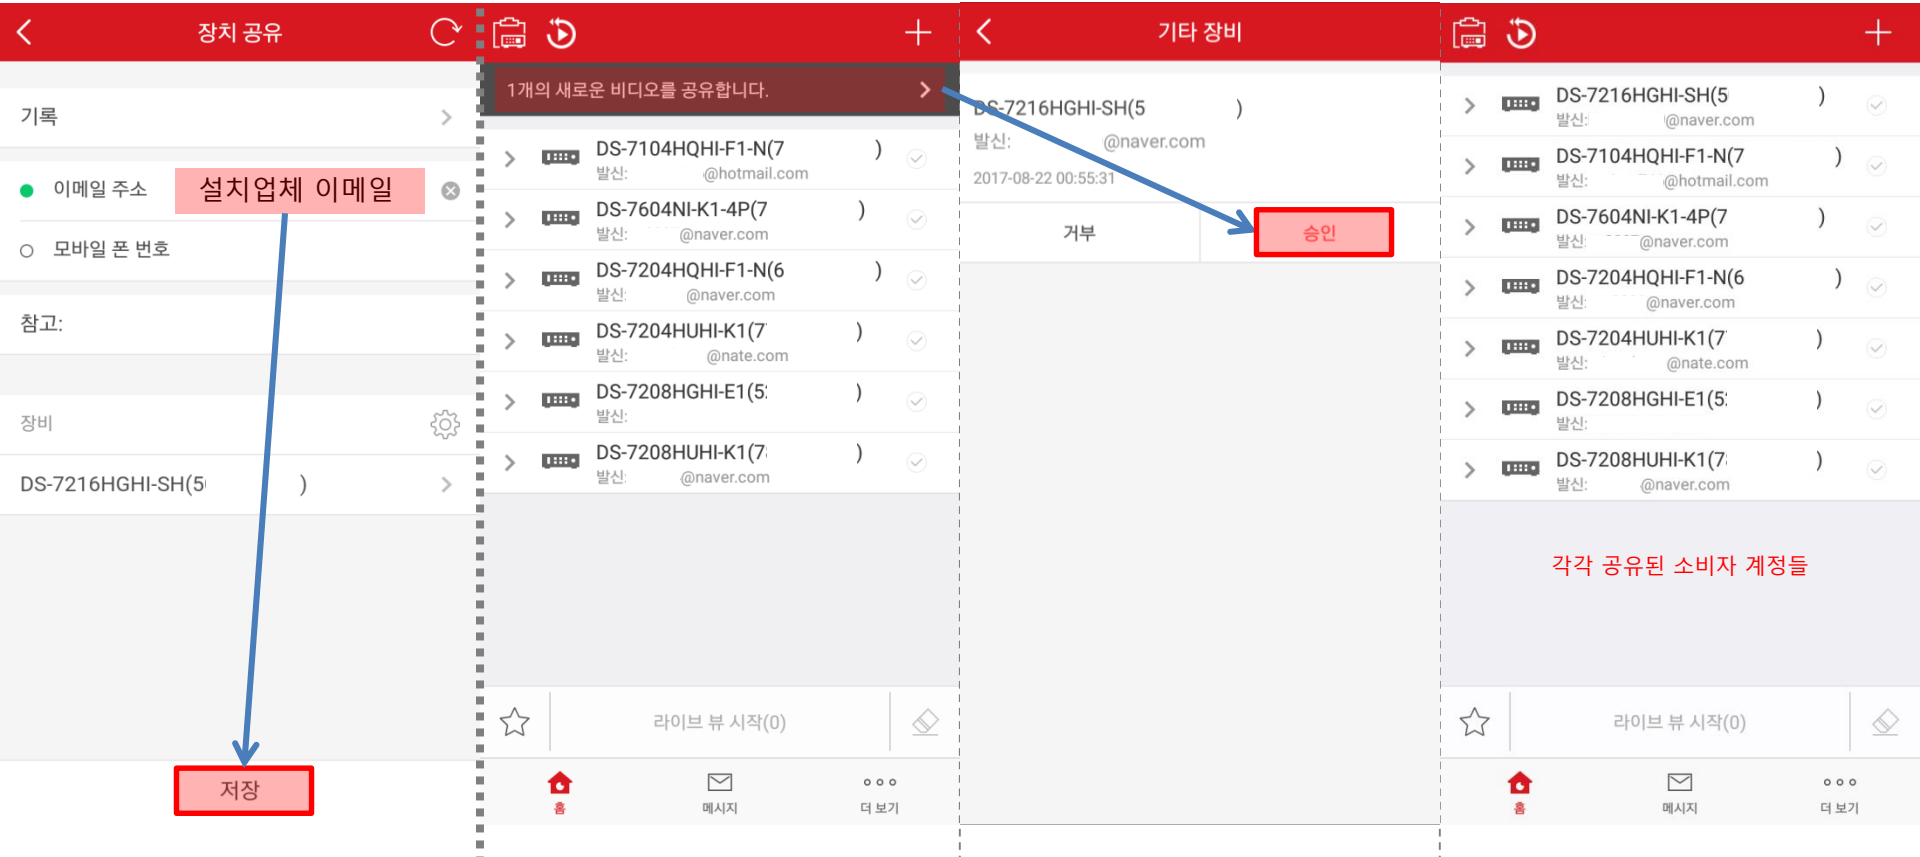 장치 공유
기록
이메일 주소
설치업체 이메일
모바일 폰 번호
참고:
장비
DS-7216HGHI-SH(5 )
저장
1개의 새로운 비디오를 공유합니다.
DS-7104HQHI-F1-N(7 )
발신: @hotmail.com
DS-7604NI-K1-4P(7 )
발신: @naver.com
DS-7204HQHI-F1-N(6 )
발신: @naver.com
DS-7204HUHI-K1(7 )
발신: @nate.com
DS-7208HGHI-E1(5 )
발신:
DS-7208HUHI-K1(7 )
발신: @naver.com
라이브 뷰 시작(0)
홈
메시지
더 보기
기타 장비
DS-7216HGHI-SH(5 )
발신: @naver.com
2017-08-22 00:55:31
거부
승인
DS-7216HGHI-SH(5 )
발신: @naver.com
DS-7104HQHI-F1-N(7 )
발신: @hotmail.com
DS-7604NI-K1-4P(7 )
발신: @naver.com
DS-7204HQHI-F1-N(6 )
발신: @naver.com
DS-7204HUHI-K1(7 )
발신: @nate.com
DS-7208HGHI-E1(5 )
발신:
DS-7208HUHI-K1(7 )
발신: @naver.com
각각 공유된 소비자 계정들
라이브 뷰 시작(0)
홈
메시지
더 보기